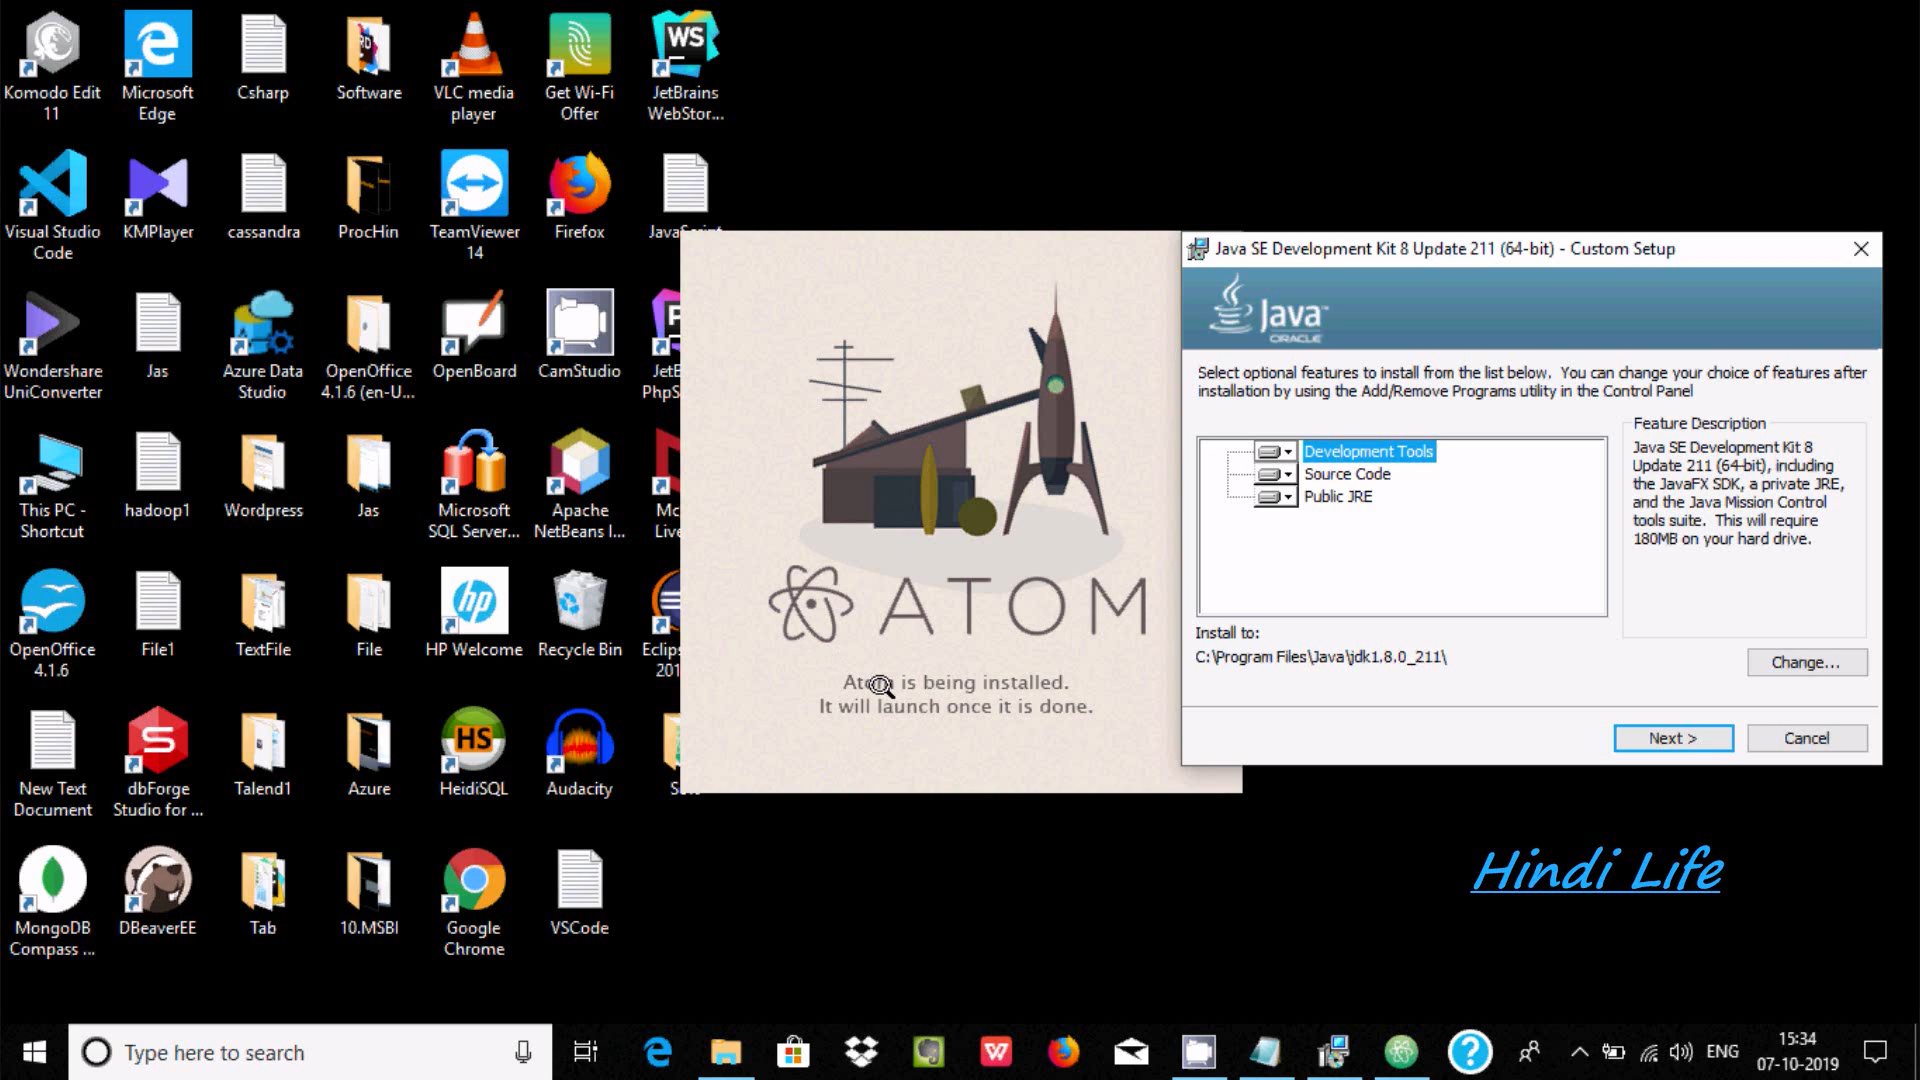 Komodo Edit
11
Microsoft
Edge
Csharp
Software
VLC media
player
Get Wi-Fi
Offer
WS
JetBrains
WebStor...
Visual Studio
Code
KMPlayer
cassandra
ProcHin
TeamViewer
14
Firefox
Wondershare
UniConverter
Jas
Azure Data
Studio
OpenOffice
4.1.6 (en-U...
OpenBoard
CamStudio
This PC -
Shortcut
hadoop1
Wordpress
Jas
Microsoft
SQL Server...
Apache
NetBeans I...
OpenOffice
4.1.6
File1
TextFile
File
hp
HP Welcome
Recycle Bin
New Text
Document
dbForge
Studio for ...
Talend1
Azure
HS
HeidiSQL
Audacity
MongoDB
Compass ...
DBeaverEE
Tab
10.MSBI
Google
Chrome
VSCode
ATOM
Atom is being installed.
It will launch once it is done.
Java SE Development Kit 8 Update 211 (64-bit) - Custom Setup
Java™
ORACLE
Select optional features to install from the list below. You can change your choice of features after
installation by using the Add/Remove Programs utility in the Control Panel
Development Tools
Source Code
Public JRE
Feature Description
Java SE Development Kit 8
Update 211 (64-bit), including
the JavaFX SDK, a private JRE,
and the Java Mission Control
tools suite. This will require
180MB on your hard drive.
Install to:
C:\Program Files\Java\jdk1.8.0_211\
Change...
Next >
Cancel
Hindi Life
Type here to search
ENG
15:34
07-10-2019